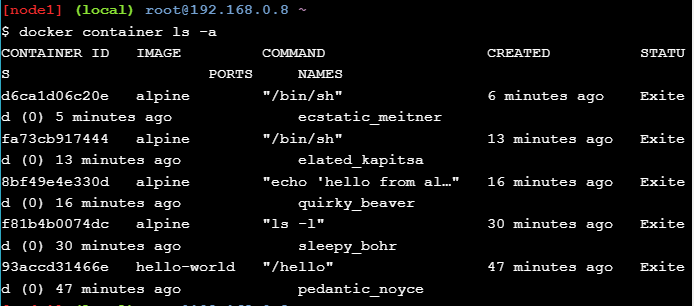 [node1] (local) root@192.168.0.8 ~
$ docker container ls -a
CONTAINER ID   IMAGE         COMMAND                  CREATED          STATU
S                      PORTS     NAMES
d6ca1d06c20e   alpine        "/bin/sh"                6 minutes ago    Exite
d (0) 5 minutes ago              ecstatic_meitner
fa73cb917444   alpine        "/bin/sh"                13 minutes ago   Exite
d (0) 13 minutes ago             elated_kapitsa
8bf49e4e330d   alpine        "echo 'hello from al…"   16 minutes ago   Exite
d (0) 16 minutes ago             quirky_beaver
f81b4b0074dc   alpine        "ls -l"                  30 minutes ago   Exite
d (0) 30 minutes ago             sleepy_bohr
93accd31466e   hello-world   "/hello"                 47 minutes ago   Exite
d (0) 47 minutes ago             pedantic_noyce